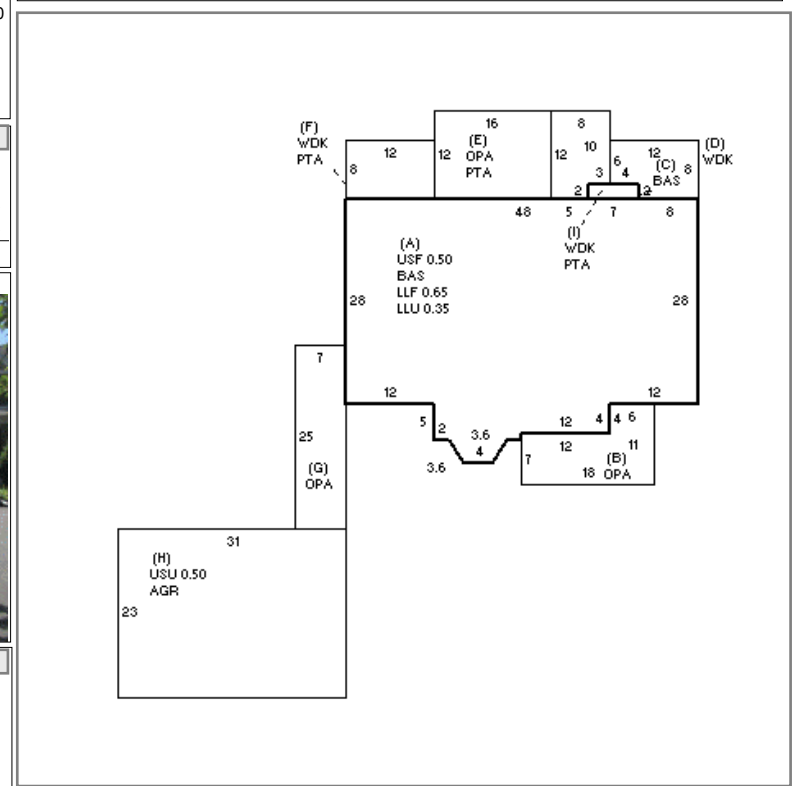 16
8
(F)
WDK
PTA
12
8
12
(E)
OPA
PTA
12
10
3
6
4
12
(C)
BAS
8
(D)
WDK
2
2
48
5
7
8
(I)
WDK
PTA
(A)
USF 0.50
BAS
LLF 0.65
LLU 0.35
28
28
7
12
12
5
2
3.6
4
3.6
12
4
4
6
12
11
7
18
(B)
OPA
25
(G)
OPA
31
(H)
USU 0.50
AGR
23